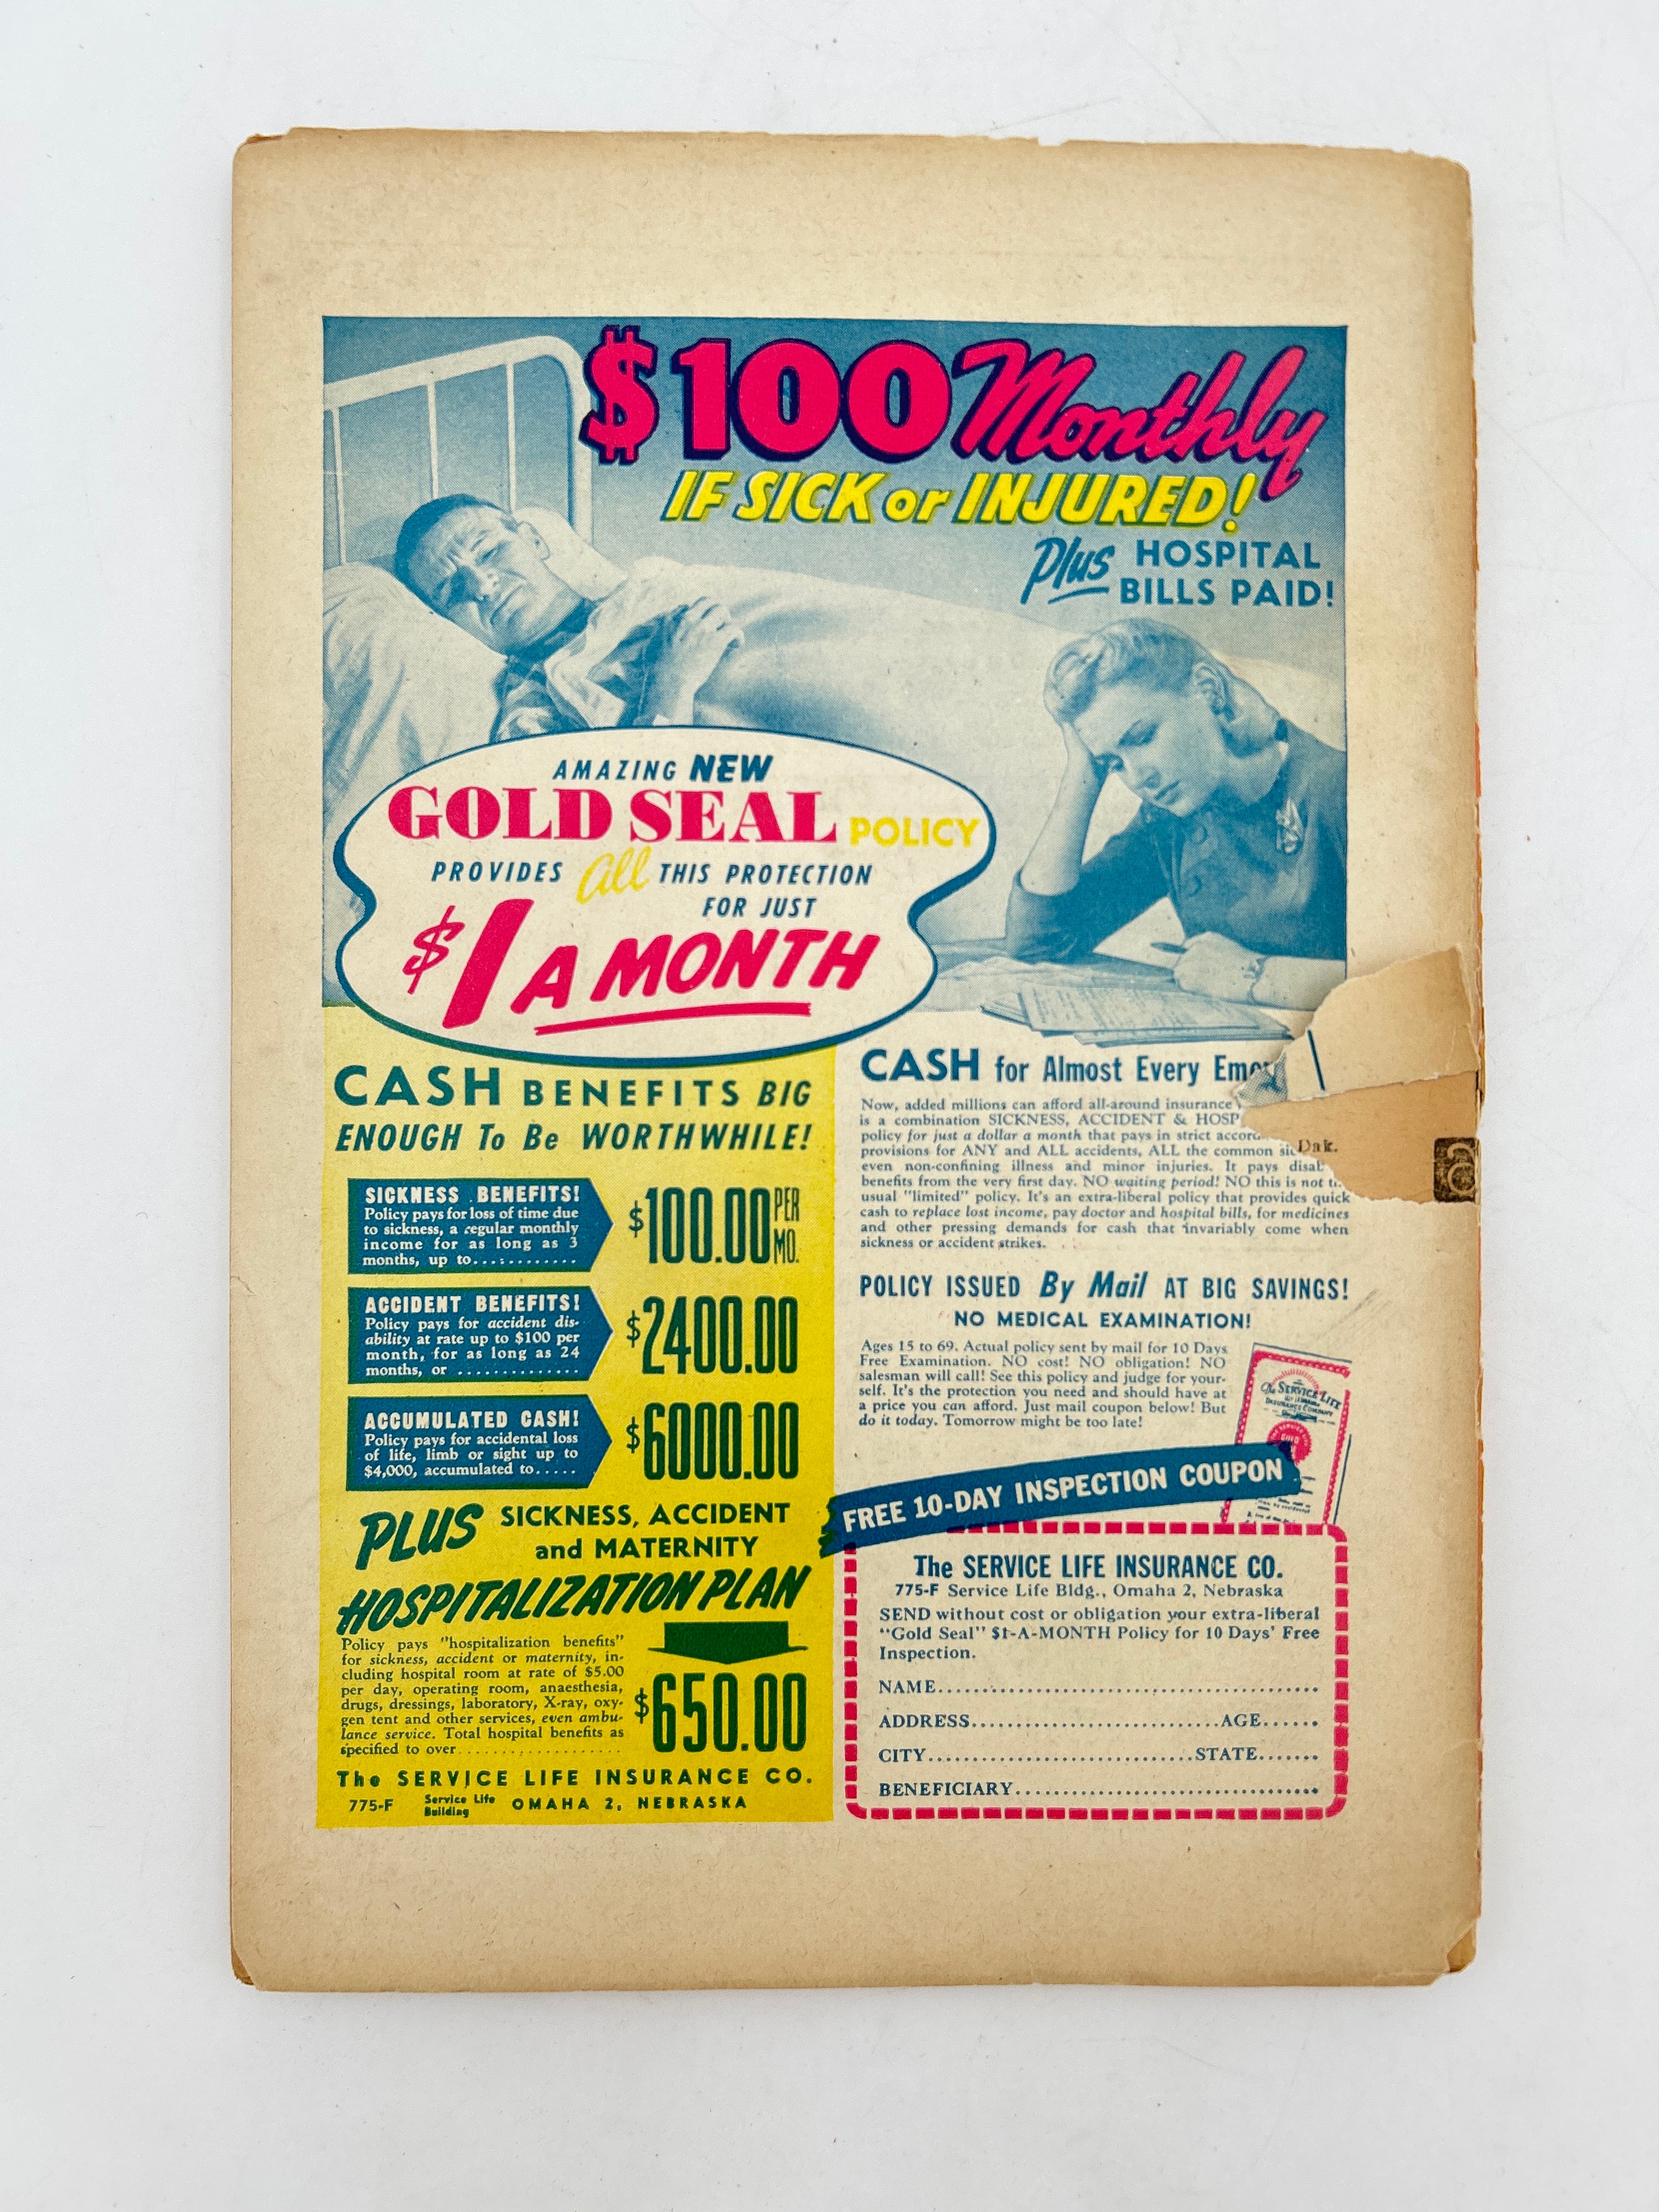 $100 Monthly
IF SICK or INJURED!
Plus HOSPITAL
BILLS PAID!
AMAZING NEW
GOLD SEAL POLICY
PROVIDES All THIS PROTECTION
FOR JUST
$1 A MONTH
CASH BENEFITS BIG
ENOUGH To Be WORTHWHILE!
SICKNESS BENEFITS!
Policy pays for loss of time due
to sickness, a regular monthly
income for as long as 3
months, up to............
$100.00 PER MO.
ACCIDENT BENEFITS!
Policy pays for accident dis-
ability at rate up to $100 per
month, for as long as 24
months, or ..............
$2400.00
ACCUMULATED CASH!
Policy pays for accidental loss
of life, limb or sight up to
$4,000, accumulated to.....
$6000.00
PLUS SICKNESS, ACCIDENT
and MATERNITY
HOSPITALIZATION PLAN
Policy pays "hospitalization benefits"
for sickness, accident or maternity, in-
cluding hospital room at rate of $5.00
per day, operating room, anaesthesia,
drugs, dressings, laboratory, X-ray, oxy-
gen tent and other services, even ambu-
lance service. Total hospital benefits as
specified to over....................
$650.00
The SERVICE LIFE INSURANCE CO.
775-F Service Life Building OMAHA 2, NEBRASKA
CASH for Almost Every
Now, added millions can afford all-around insurance
is a combination SICKNESS, ACCIDENT &
policy for just a dollar a month that pays in strict
provisions for ANY and ALL accidents, ALL the common
Dak.
even non-confining illness and minor injuries. It pays
benefits from the very first day. NO waiting period! NO this is not
usual "limited" policy. It's an extra-liberal policy that provides quick
cash to replace lost income, pay doctor and hospital bills, for medicines
and other pressing demands for cash that invariably come when
sickness or accident strikes.
POLICY ISSUED By Mail AT BIG SAVINGS!
NO MEDICAL EXAMINATION!
Ages 15 to 69. Actual policy sent by mail for 10 Days
Free Examination. NO cost! NO obligation! NO
salesman will call! See this policy and judge for your-
self. It's the protection you need and should have at
a price you can afford. Just mail coupon below! But
do it today. Tomorrow might be too late!
The SERVICE LIFE
INSURANCE COMPANY
FREE 10-DAY INSPECTION COUPON
The SERVICE LIFE INSURANCE CO.
775-F Service Life Bldg., Omaha 2, Nebraska
SEND without cost or obligation your extra-liberal
"Gold Seal" $1-A-MONTH Policy for 10 Days' Free
Inspection.
NAME................................................
ADDRESS...............................AGE......
CITY................................STATE.......
BENEFICIARY......................................